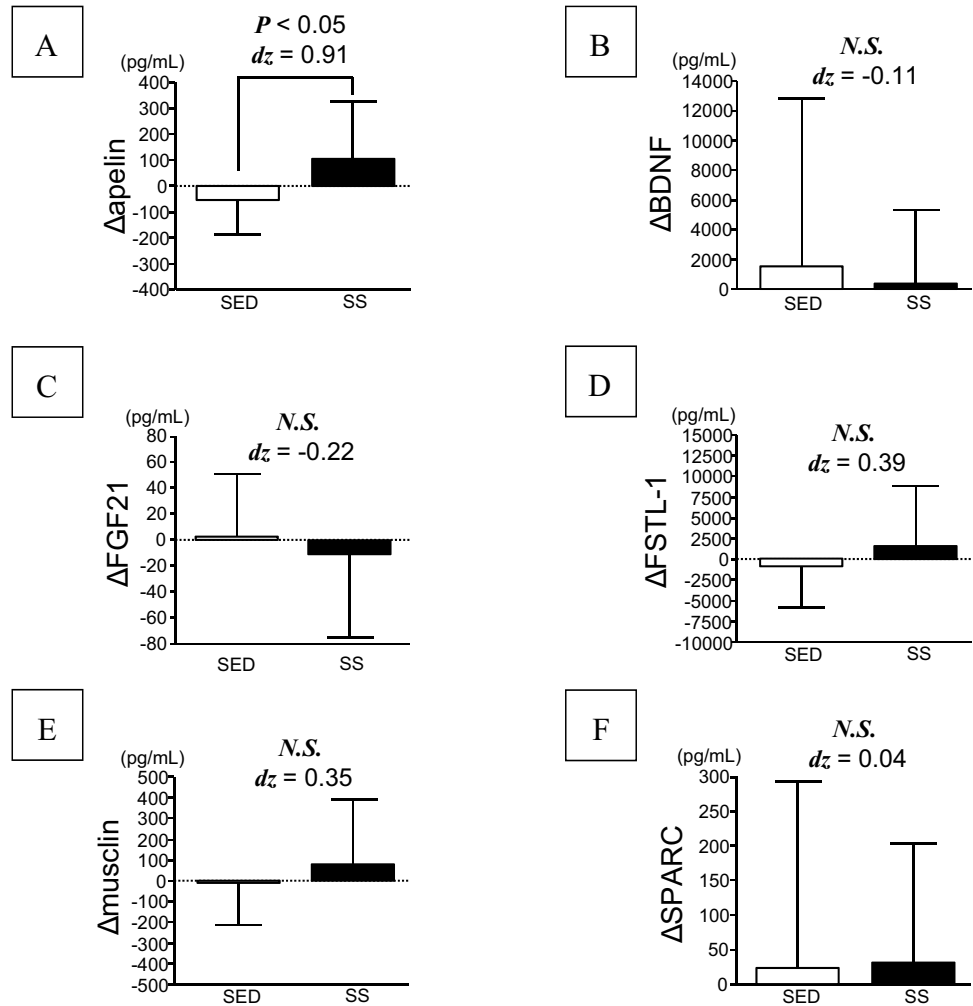 A
P < 0.05
dz = 0.91
(pg/mL)
400
300
200
100
0
-100
-200
-300
-400
Δapelin
SED
SS
B
N.S.
dz = -0.11
(pg/mL)
14000
12000
10000
8000
6000
4000
2000
0
ΔBDNF
SED
SS
C
N.S.
dz = -0.22
(pg/mL)
80
60
40
20
0
-20
-40
-60
-80
ΔFGF21
SED
SS
D
N.S.
dz = 0.39
(pg/mL)
15000
12500
10000
7500
5000
2500
0
-2500
-5000
-7500
-10000
ΔFSTL-1
SED
SS
E
N.S.
dz = 0.35
(pg/mL)
500
400
300
200
100
0
-100
-200
-300
-400
-500
Δmusclin
SED
SS
F
N.S.
dz = 0.04
(pg/mL)
300
250
200
150
100
50
0
ΔSPARC
SED
SS